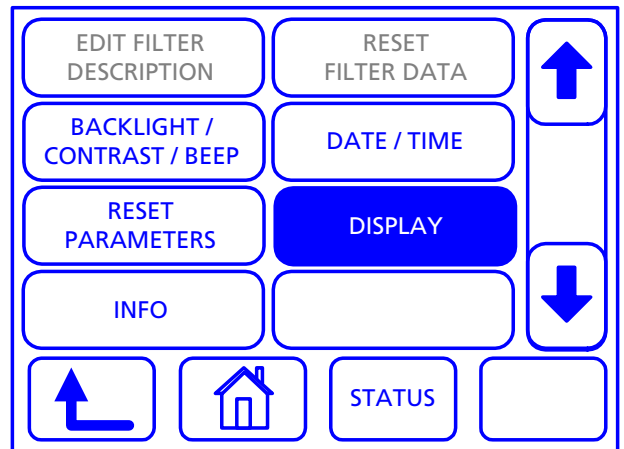 EDIT FILTER
DESCRIPTION
RESET
FILTER DATA
BACKLIGHT /
CONTRAST / BEEP
DATE / TIME
RESET
PARAMETERS
DISPLAY
INFO
STATUS